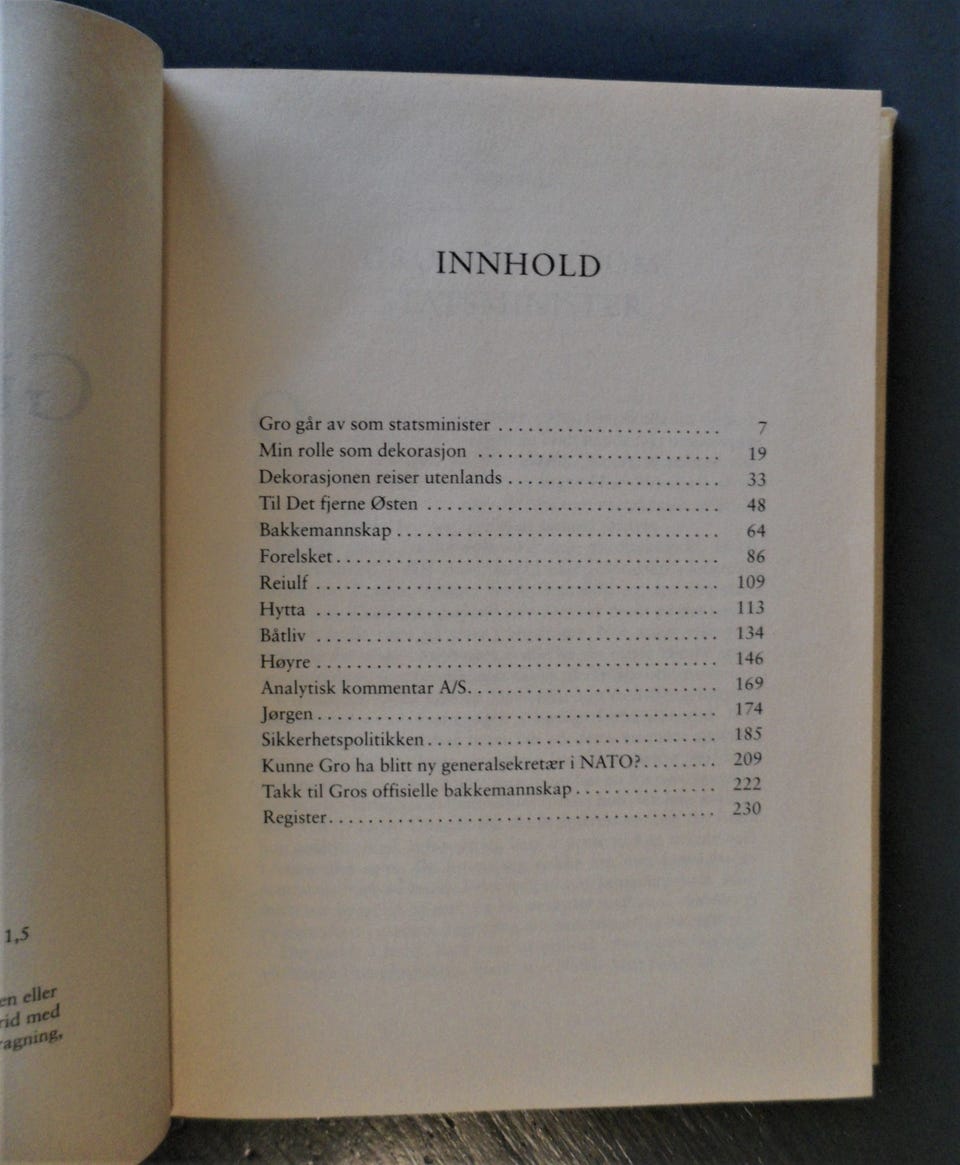 INNHOLD
Gro går av som statsminister ........................ 7
Min rolle som dekorasjon .......................... 19
Dekorasjonen reiser utenlands ....................... 33
Til Det fjerne Østen ............................... 48
Bakkemannskap .................................. 64
Forelsket ......................................... 86
Reiulf ........................................... 109
Hytta ........................................... 113
Båtliv ........................................... 134
Høyre ........................................... 146
Analytisk kommentar A/S ........................... 169
Jørgen ........................................... 174
Sikkerhetspolitikken ............................... 185
Kunne Gro ha blitt ny generalsekretær i NATO? ........ 209
Takk til Gros offisielle bakkemannskap ............... 222
Register .......................................... 230
1,5
en eller
rid med
ragning,